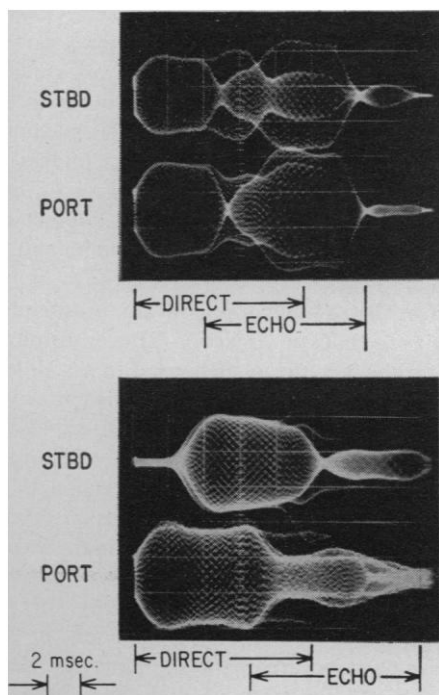 STBD
PORT
DIRECT
ECHO
STBD
PORT
2 msec.
DIRECT
ECHO